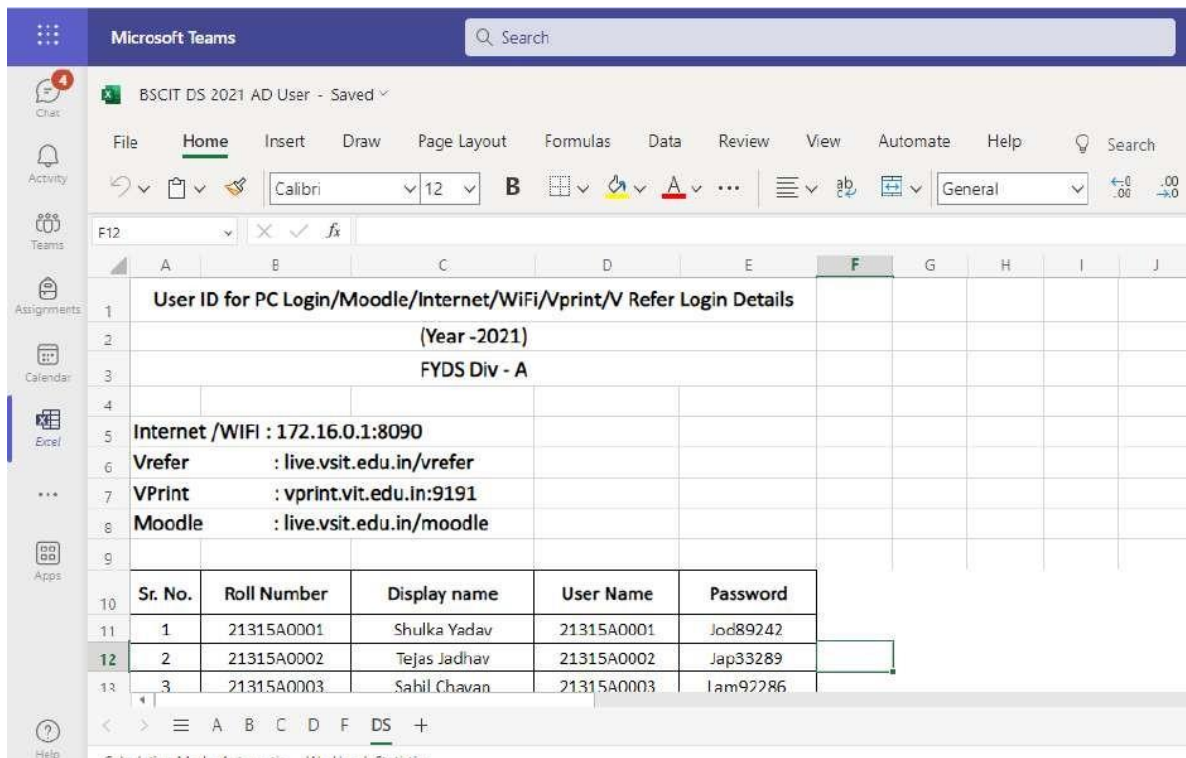 Microsoft Teams
Search
4
Chat
Activity
Teams
Assignments
Calendar
Excel
Apps
Help
BSCIT DS 2021 AD User - Saved
File Home Insert Draw Page Layout Formulas Data Review View Automate Help Search
Calibri 12 B A ab General
F12 fx
A B C D E F G H I J
1 User ID for PC Login/Moodle/Internet/WiFi/Vprint/V Refer Login Details
2 (Year -2021)
3 FYDS Div - A
4
5 Internet /WIFI : 172.16.0.1:8090
6 Vrefer : live.vsit.edu.in/vrefer
7 VPrint : vprint.vit.edu.in:9191
8 Moodle : live.vsit.edu.in/moodle
9
10 Sr. No. Roll Number Display name User Name Password
11 1 21315A0001 Shulka Yadav 21315A0001 Jod89242
12 2 21315A0002 Tejas Jadhav 21315A0002 Jap33289
13 3 21315A0003 Sahil Chavan 21315A0003
A B C D F DS +